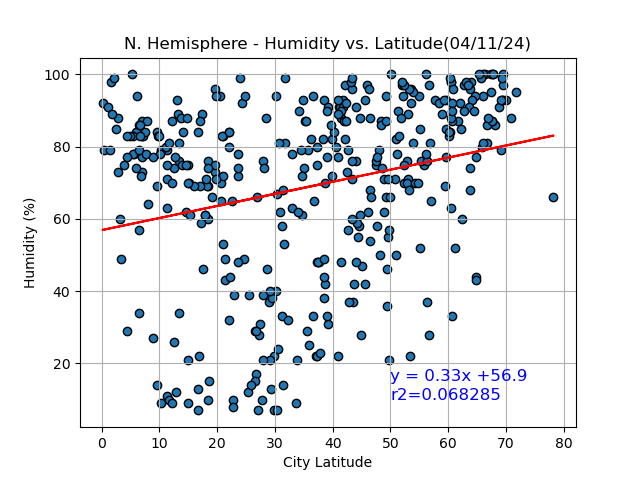 N. Hemisphere - Humidity vs. Latitude(04/11/24)
100
80
60
40
20
Humidity (%)
y = 0.33x +56.9
r2=0.068285
0 10 20 30 40 50 60 70 80
City Latitude